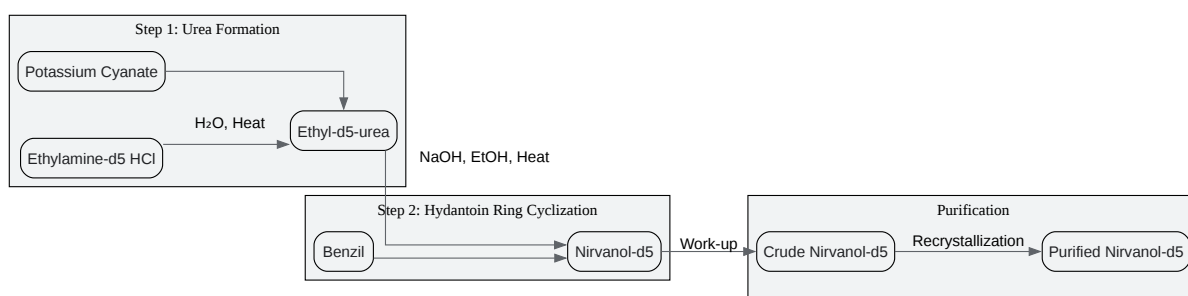 Step 1: Urea Formation
Potassium Cyanate
H₂O, Heat
Ethylamine-d5 HCl
Ethyl-d5-urea
NaOH, EtOH, Heat
Step 2: Hydantoin Ring Cyclization
Benzil
Nirvanol-d5
Work-up
Purification
Crude Nirvanol-d5
Recrystallization
Purified Nirvanol-d5